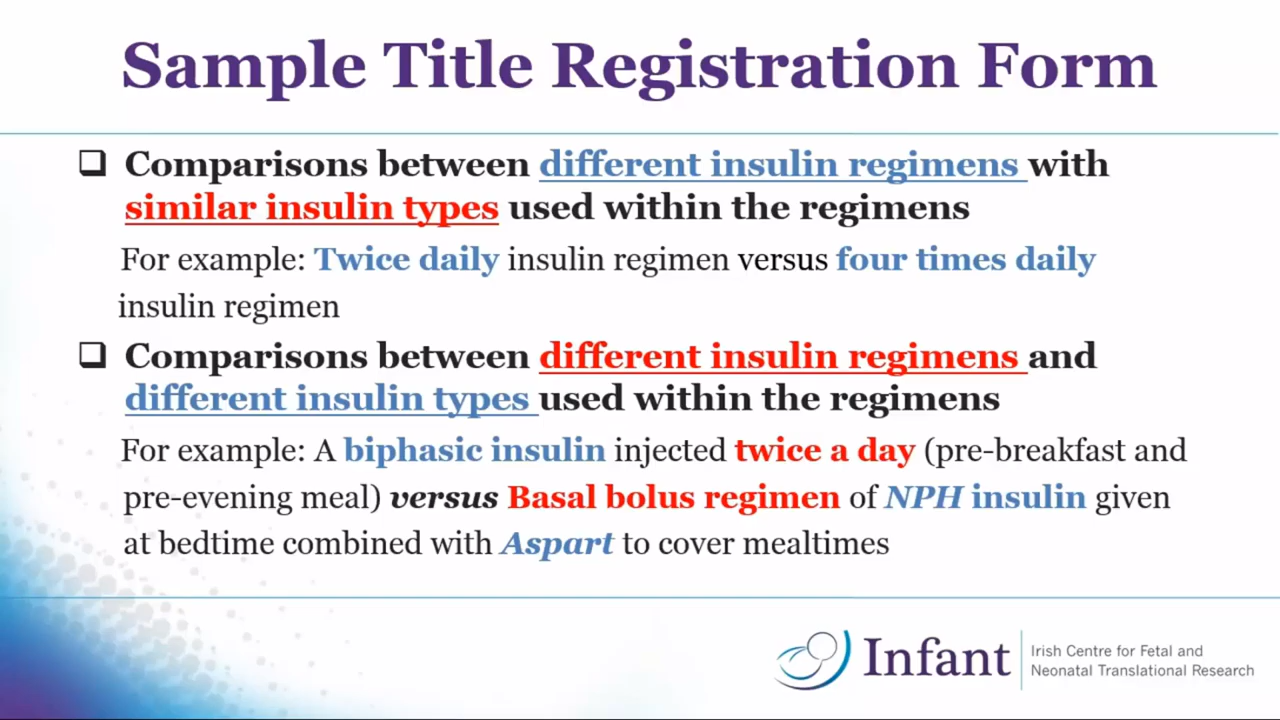 Sample Title Registration Form
❑ Comparisons between different insulin regimens with
similar insulin types used within the regimens
For example: Twice daily insulin regimen versus four times daily
insulin regimen
❑ Comparisons between different insulin regimens and
different insulin types used within the regimens
For example: A biphasic insulin injected twice a day (pre-breakfast and
pre-evening meal) versus Basal bolus regimen of NPH insulin given
at bedtime combined with Aspart to cover mealtimes
Infant
Irish Centre for Fetal and
Neonatal Translational Research